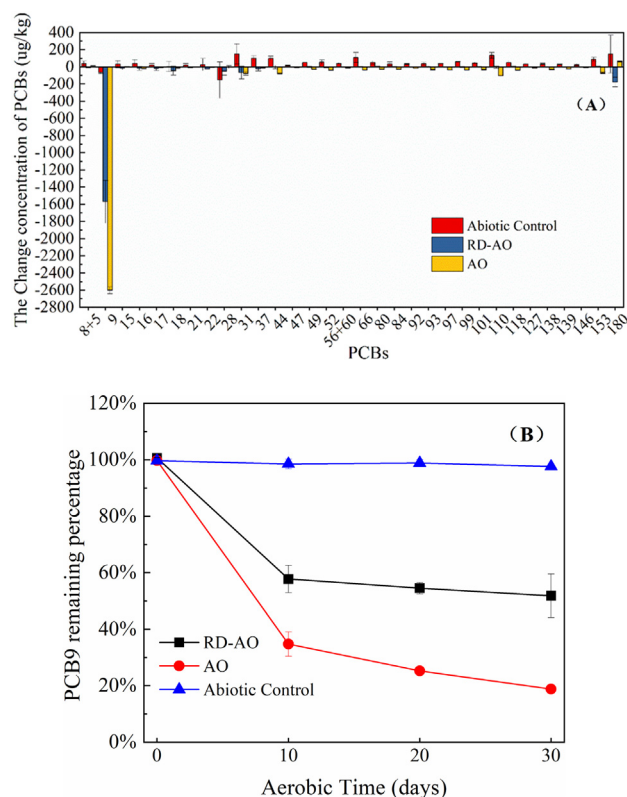 The Change concentration of PCBs (ug/kg)
400
200
0
-200
-400
-600
-800
-1000
-1200
-1400
-1600
-1800
-2000
-2200
-2400
-2600
-2800
(A)
Abiotic Control
RD-AO
AO
8+5 9 15 16 17 18 21 22 28 31 37 44 47 49 52 56+60 66 80 84 92 93 97 99 101 110 118 127 138 139 146 153 180
PCBs
PCB9 remaining percentage
120%
100%
80%
60%
40%
20%
0%
(B)
RD-AO
AO
Abiotic Control
0 10 20 30
Aerobic Time (days)